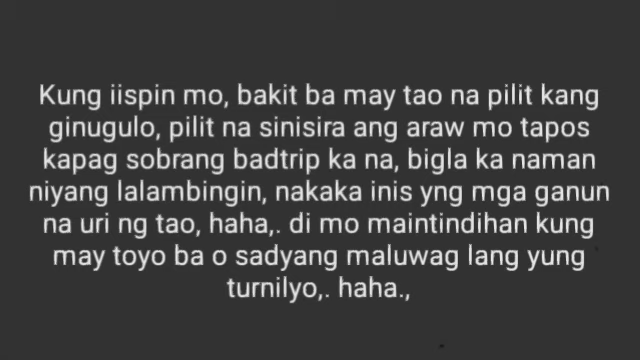 Kung iispin mo, bakit ba may tao na pilit kang
ginugulo, pilit na sinisira ang araw mo tapos
kapag sobrang badtrip ka na, bigla ka naman
niyang lalambingin, nakaka inis yng mga ganun
na uri ng tao, haha,. di mo maintindihan kung
may toyo ba o sadyang maluwag lang yung
turnilyo,. haha.,